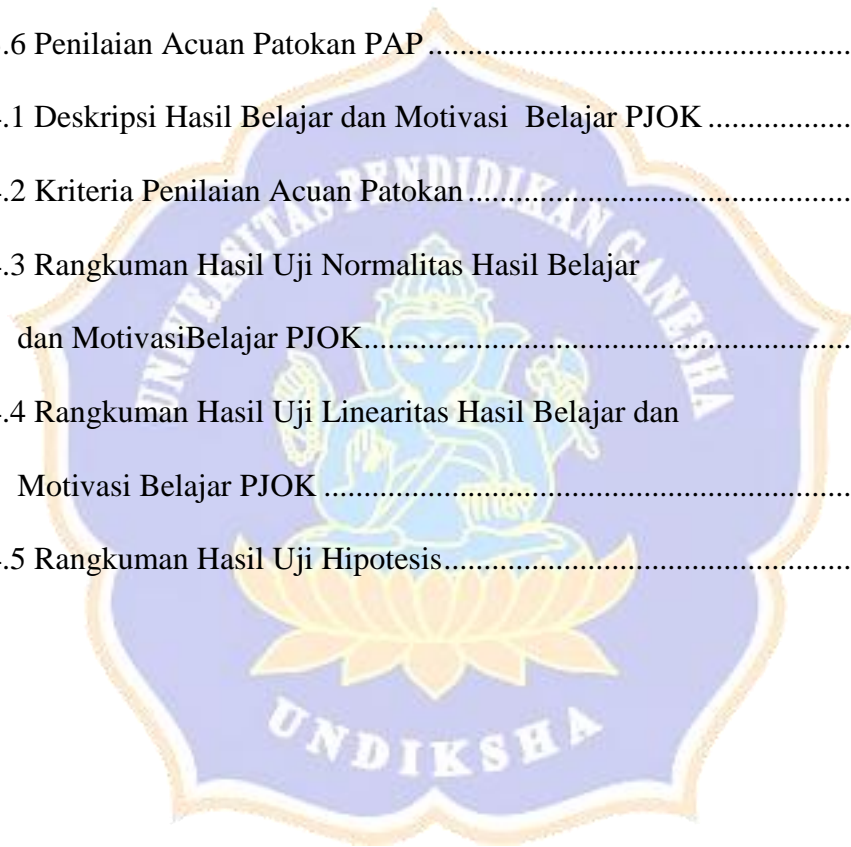 .6 Penilaian Acuan Patokan PAP
.1 Deskripsi Hasil Belajar dan Motivasi Belajar PJOK
.2 Kriteria Penilaian Acuan Patokan
.3 Rangkuman Hasil Uji Normalitas Hasil Belajar
dan MotivasiBelajar PJOK
.4 Rangkuman Hasil Uji Linearitas Hasil Belajar dan
Motivasi Belajar PJOK
.5 Rangkuman Hasil Uji Hipotesis
UNIVERSITAS PENDIDIKAN GANESHA
UNDIKSHA